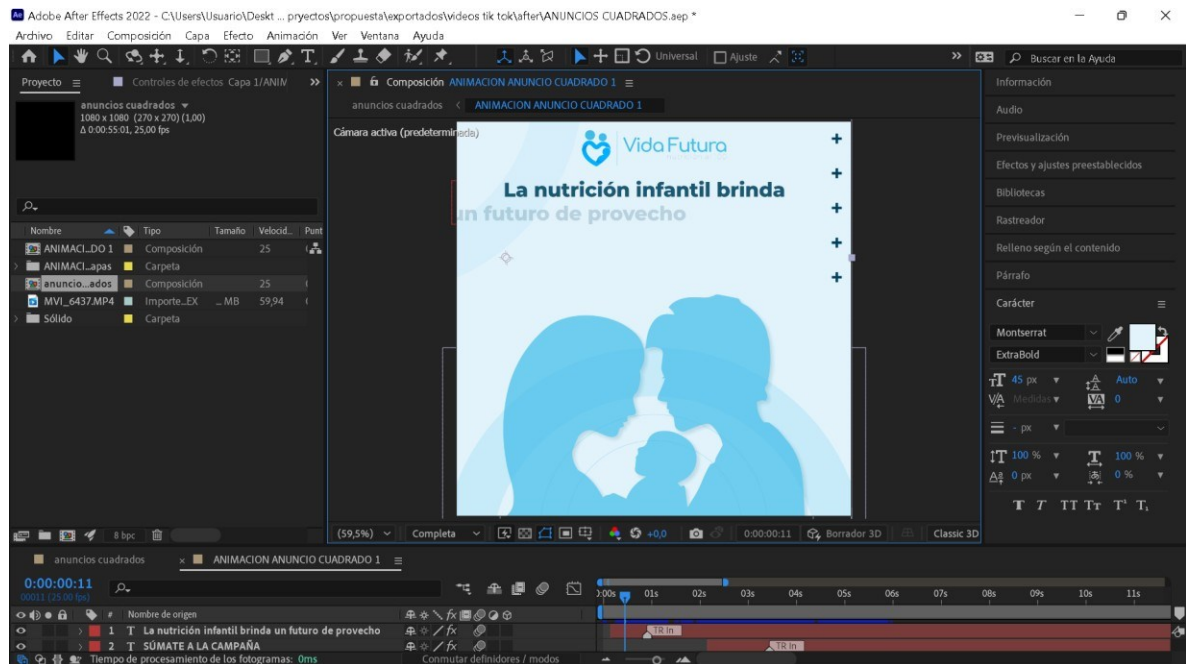 Adobe After Effects 2022 - C:\Users\Usuario\Deskt ... pryectos\propuesta\exportados\videos tik tok\after\ANUNCIOS CUADRADOS.aep *
Archivo Editar Composición Capa Efecto Animación Ver Ventana Ayuda
Universal Ajuste Buscar en la Ayuda
Proyecto Controles de efectos Capa 1/ANIM
Composición ANIMACION ANUNCIO CUADRADO 1
anuncios cuadrados
1080 x 1080 (270 x 270) (1,00)
Δ 0:00:55:01, 25,00 fps
anuncios cuadrados < ANIMACION ANUNCIO CUADRADO 1
Cámara activa (predeterminada)
Vida Futura
La nutrición infantil brinda
un futuro de provecho
Nombre Tipo Tamaño Velocid... Punt
ANIMACI...DO 1 Composición 25
ANIMACI...apas Carpeta
anuncio...ados Composición 25
MVI_6437.MP4 Importe...EX ... MB 59,94
Sólido Carpeta
8 bpc
(59,5%) Completa +0,0 0:00:00:11 Borrador 3D Classic 3D
Información
Audio
Previsualización
Efectos y ajustes preestablecidos
Bibliotecas
Rastreador
Relleno según el contenido
Párrafo
Carácter
Montserrat
ExtraBold
45 px Auto
Medidas 0
- px
100 % 100 %
0 px 0 %
anuncios cuadrados ANIMACION ANUNCIO CUADRADO 1
0:00:00:11
00011 (25.00 fps)
):00s 01s 02s 03s 04s 05s 06s 07s 08s 09s 10s 11s
# Nombre de origen
1 T La nutrición infantil brinda un futuro de provecho
TR In
2 T SÚMATE A LA CAMPAÑA
TR In
Tiempo de procesamiento de los fotogramas: 0ms
Conmutar definidores / modos